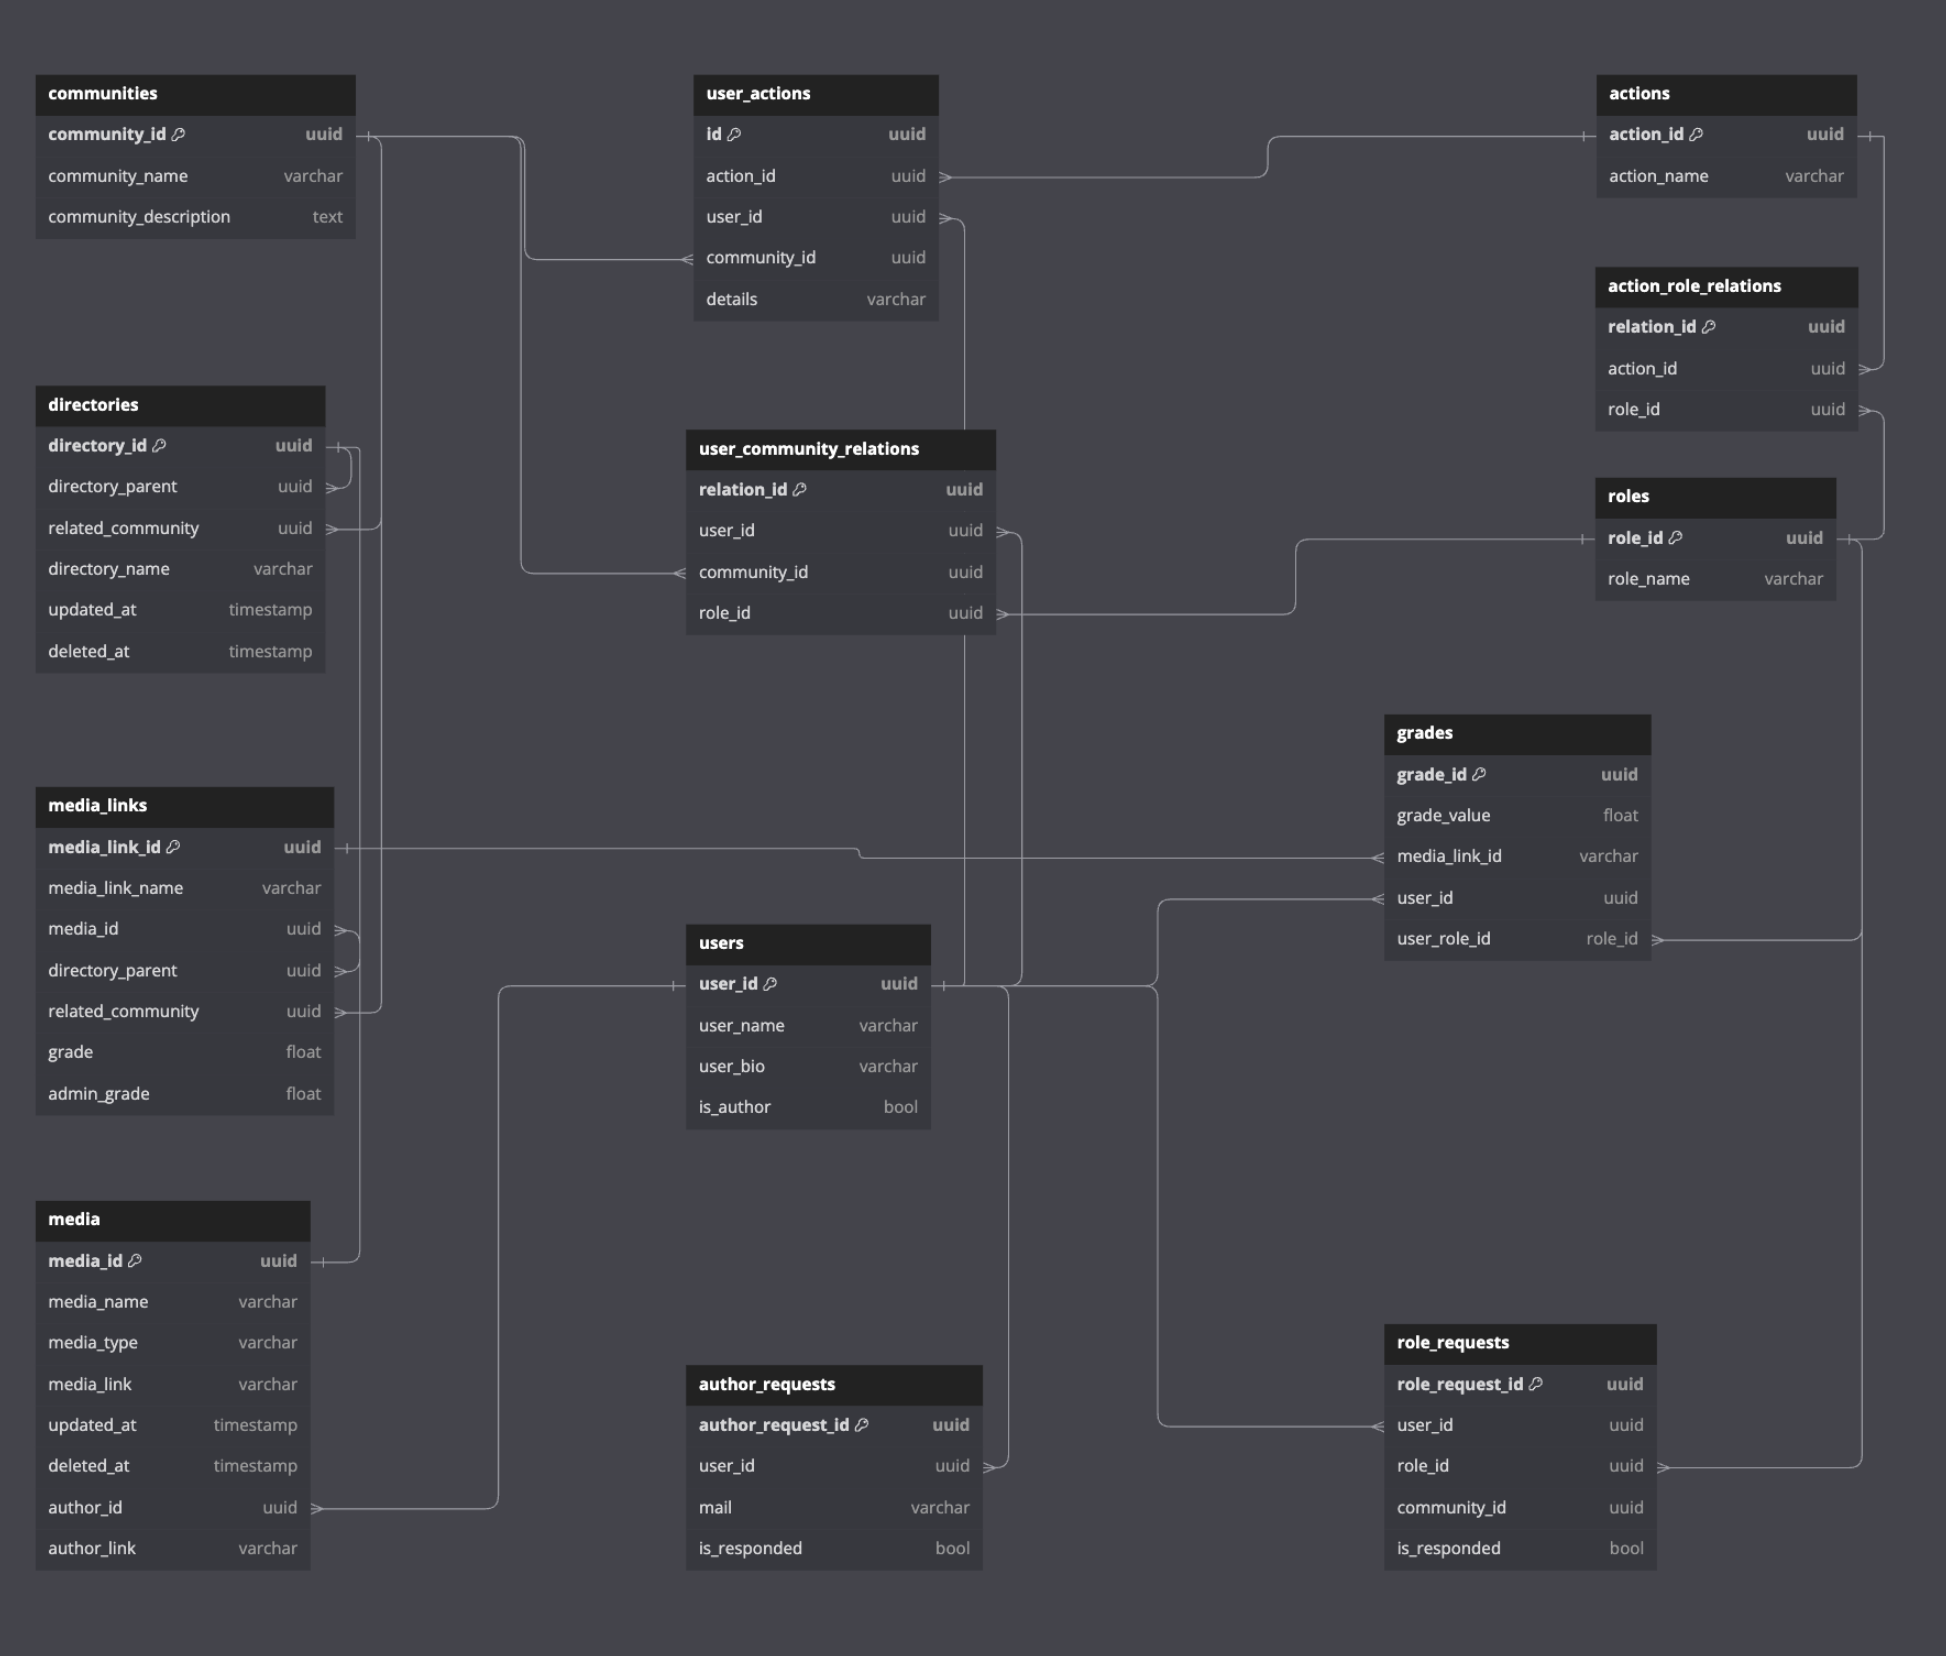 communities
community_id uuid
community_name varchar
community_description text
user_actions
id uuid
action_id uuid
user_id uuid
community_id uuid
details varchar
actions
action_id uuid
action_name varchar
action_role_relations
relation_id uuid
action_id uuid
role_id uuid
directories
directory_id uuid
directory_parent uuid
related_community uuid
directory_name varchar
updated_at timestamp
deleted_at timestamp
user_community_relations
relation_id uuid
user_id uuid
community_id uuid
role_id uuid
roles
role_id uuid
role_name varchar
grades
grade_id uuid
grade_value float
media_link_id varchar
user_id uuid
user_role_id role_id
media_links
media_link_id uuid
media_link_name varchar
media_id uuid
directory_parent uuid
related_community uuid
grade float
admin_grade float
users
user_id uuid
user_name varchar
user_bio varchar
is_author bool
media
media_id uuid
media_name varchar
media_type varchar
media_link varchar
updated_at timestamp
deleted_at timestamp
author_id uuid
author_link varchar
author_requests
author_request_id uuid
user_id uuid
mail varchar
is_responded bool
role_requests
role_request_id uuid
user_id uuid
role_id uuid
community_id uuid
is_responded bool